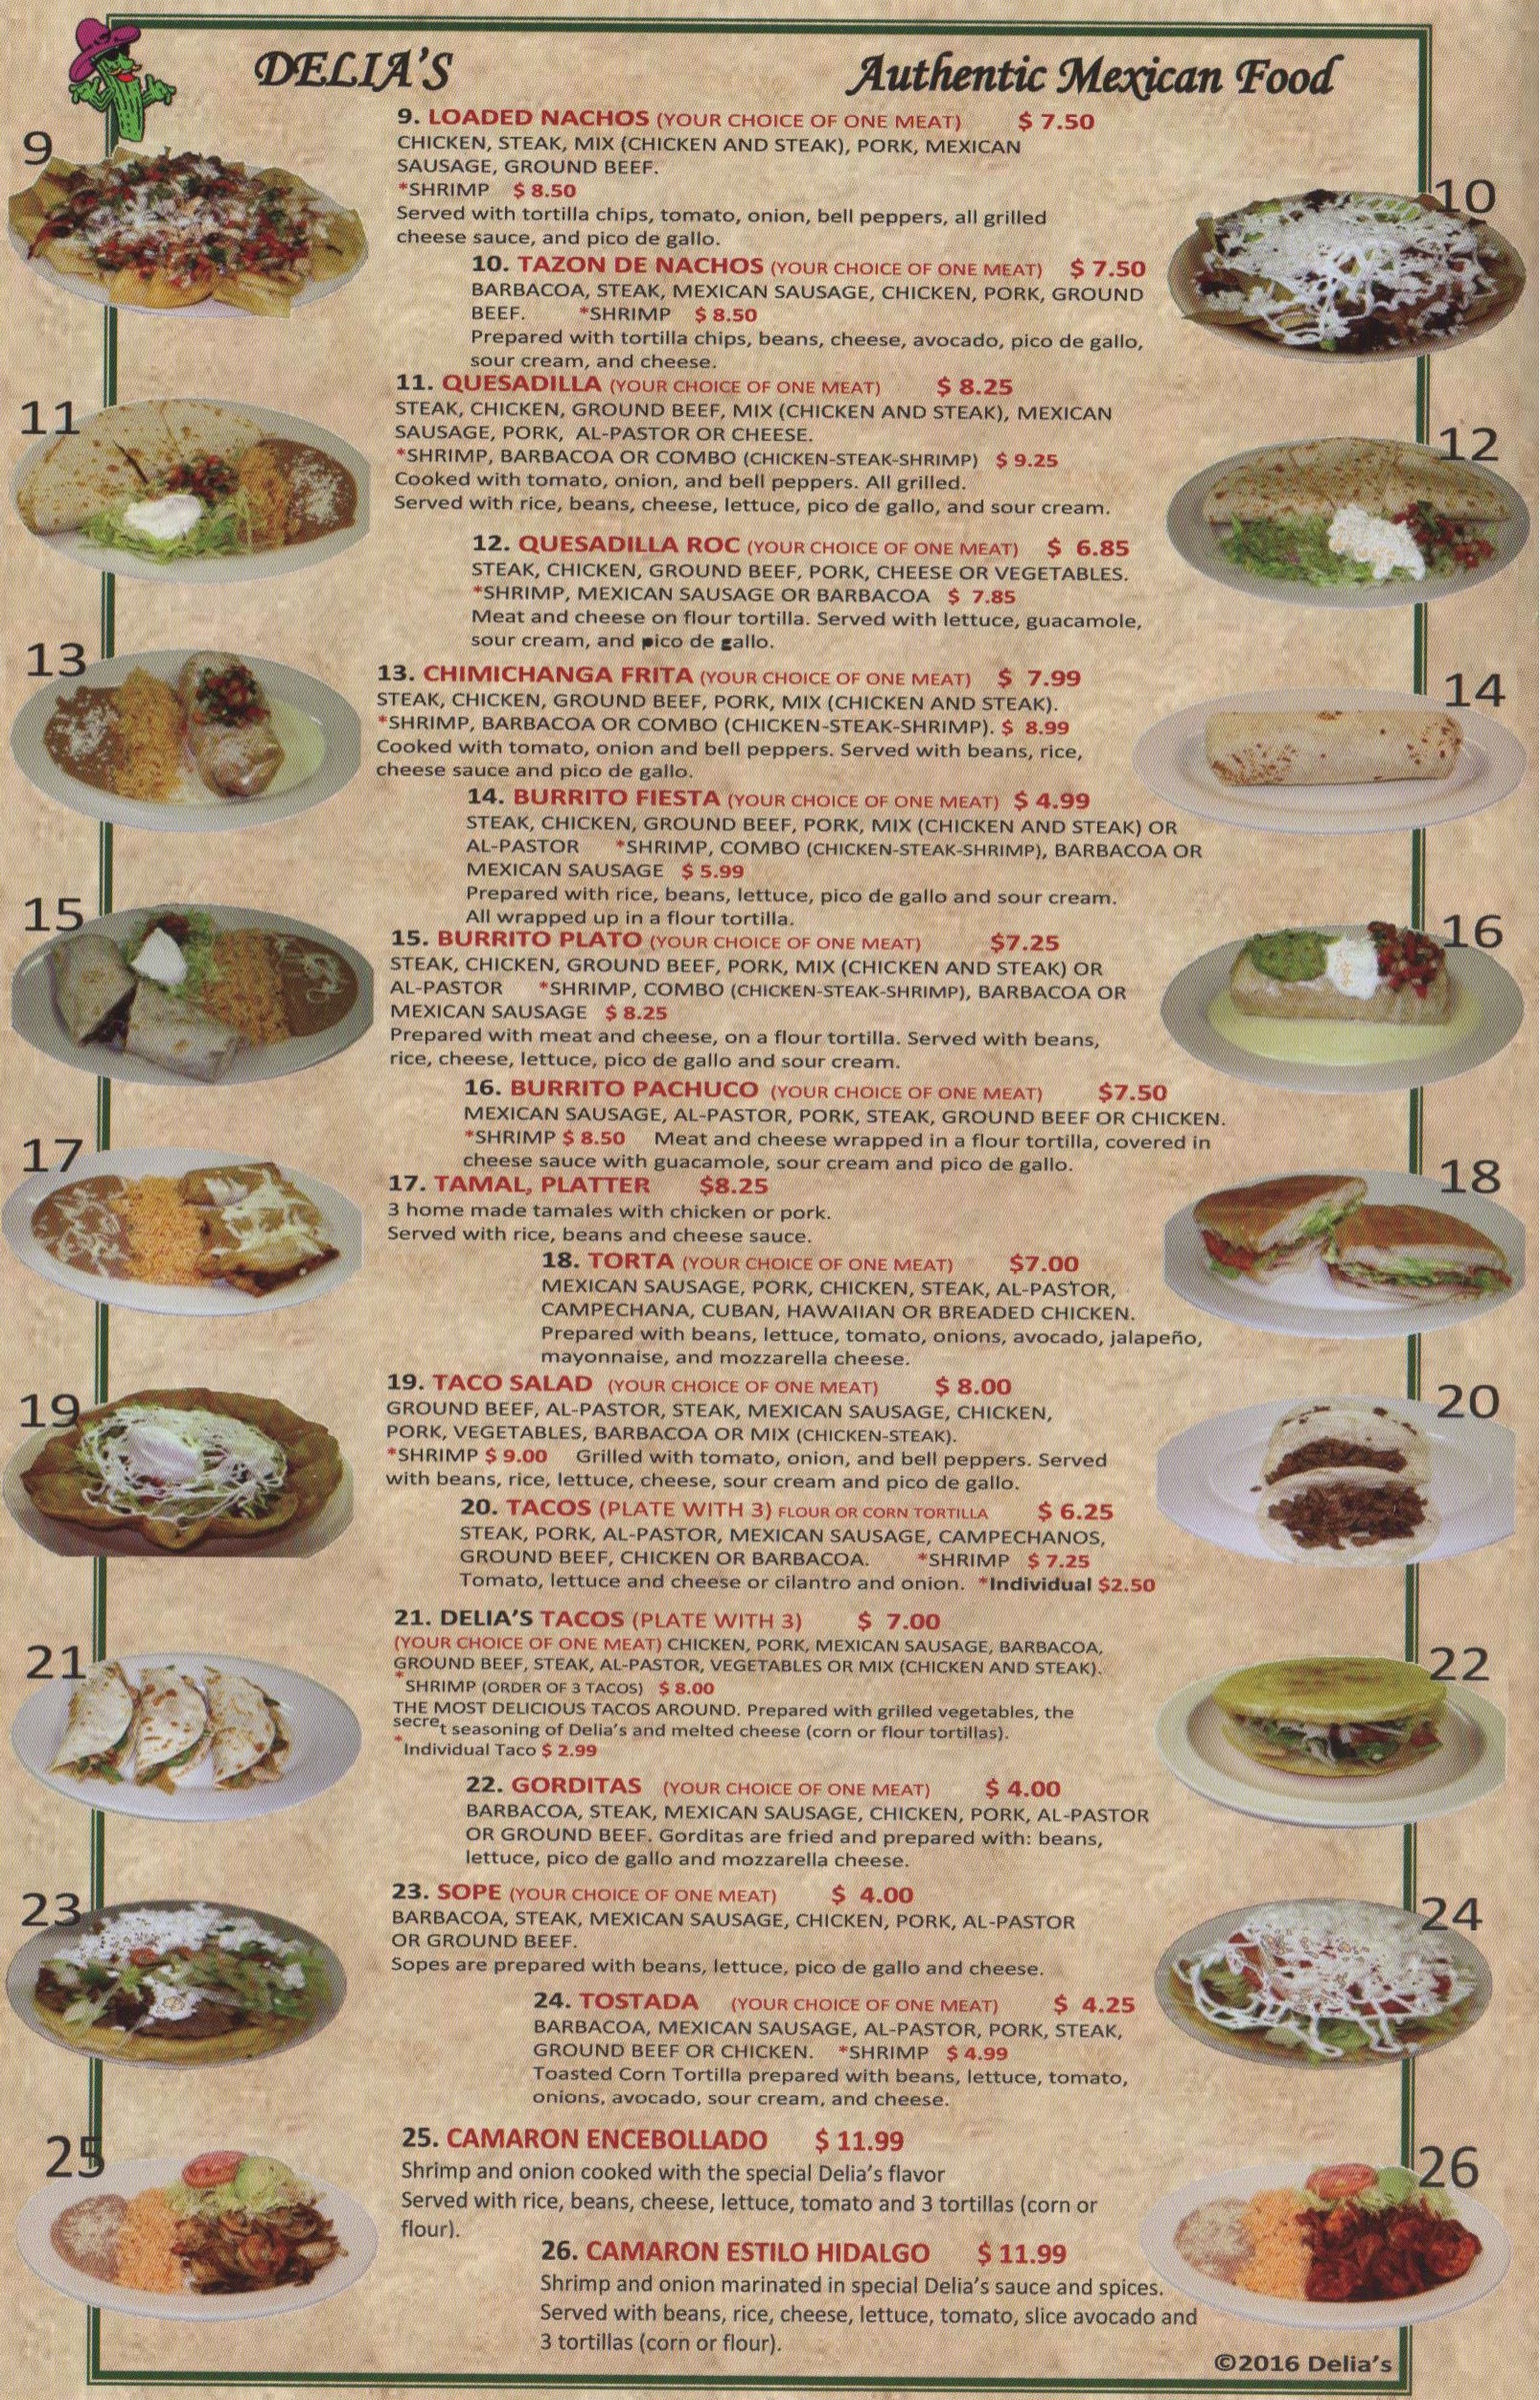 DELIA'S Authentic Mexican Food
9
9. LOADED NACHOS (YOUR CHOICE OF ONE MEAT) $ 7.50
CHICKEN, STEAK, MIX (CHICKEN AND STEAK), PORK, MEXICAN
SAUSAGE, GROUND BEEF.
*SHRIMP $ 8.50
Served with tortilla chips, tomato, onion, bell peppers, all grilled
cheese sauce, and pico de gallo.
10
10. TAZON DE NACHOS (YOUR CHOICE OF ONE MEAT) $ 7.50
BARBACOA, STEAK, MEXICAN SAUSAGE, CHICKEN, PORK, GROUND
BEEF. *SHRIMP $ 8.50
Prepared with tortilla chips, beans, cheese, avocado, pico de gallo,
sour cream, and cheese.
11
11. QUESADILLA (YOUR CHOICE OF ONE MEAT) $ 8.25
STEAK, CHICKEN, GROUND BEEF, MIX (CHICKEN AND STEAK), MEXICAN
SAUSAGE, PORK, AL-PASTOR OR CHEESE.
*SHRIMP, BARBACOA OR COMBO (CHICKEN-STEAK-SHRIMP) $ 9.25
Cooked with tomato, onion, and bell peppers. All grilled.
Served with rice, beans, cheese, lettuce, pico de gallo, and sour cream.
12
12. QUESADILLA ROC (YOUR CHOICE OF ONE MEAT) $ 6.85
STEAK, CHICKEN, GROUND BEEF, PORK, CHEESE OR VEGETABLES.
*SHRIMP, MEXICAN SAUSAGE OR BARBACOA $ 7.85
Meat and cheese on flour tortilla. Served with lettuce, guacamole,
sour cream, and pico de gallo.
13
13. CHIMICHANGA FRITA (YOUR CHOICE OF ONE MEAT) $ 7.99
STEAK, CHICKEN, GROUND BEEF, PORK, MIX (CHICKEN AND STEAK).
*SHRIMP, BARBACOA OR COMBO (CHICKEN-STEAK-SHRIMP). $ 8.99
Cooked with tomato, onion and bell peppers. Served with beans, rice,
cheese sauce and pico de gallo.
14
14. BURRITO FIESTA (YOUR CHOICE OF ONE MEAT) $ 4.99
STEAK, CHICKEN, GROUND BEEF, PORK, MIX (CHICKEN AND STEAK) OR
AL-PASTOR *SHRIMP, COMBO (CHICKEN-STEAK-SHRIMP), BARBACOA OR
MEXICAN SAUSAGE $ 5.99
Prepared with rice, beans, lettuce, pico de gallo and sour cream.
All wrapped up in a flour tortilla.
15
15. BURRITO PLATO (YOUR CHOICE OF ONE MEAT) $7.25
STEAK, CHICKEN, GROUND BEEF, PORK, MIX (CHICKEN AND STEAK) OR
AL-PASTOR *SHRIMP, COMBO (CHICKEN-STEAK-SHRIMP), BARBACOA OR
MEXICAN SAUSAGE $ 8.25
Prepared with meat and cheese, on a flour tortilla. Served with beans,
rice, cheese, lettuce, pico de gallo and sour cream.
16
16. BURRITO PACHUCO (YOUR CHOICE OF ONE MEAT) $7.50
MEXICAN SAUSAGE, AL-PASTOR, PORK, STEAK, GROUND BEEF OR CHICKEN.
*SHRIMP $ 8.50 Meat and cheese wrapped in a flour tortilla, covered in
cheese sauce with guacamole, sour cream and pico de gallo.
17
17. TAMAL, PLATTER $8.25
3 home made tamales with chicken or pork.
Served with rice, beans and cheese sauce.
18
18. TORTA (YOUR CHOICE OF ONE MEAT) $7.00
MEXICAN SAUSAGE, PORK, CHICKEN, STEAK, AL-PASTOR,
CAMPECHANA, CUBAN, HAWAIIAN OR BREADED CHICKEN.
Prepared with beans, lettuce, tomato, onions, avocado, jalapeño,
mayonnaise, and mozzarella cheese.
19
19. TACO SALAD (YOUR CHOICE OF ONE MEAT) $ 8.00
GROUND BEEF, AL-PASTOR, STEAK, MEXICAN SAUSAGE, CHICKEN,
PORK, VEGETABLES, BARBACOA OR MIX (CHICKEN-STEAK).
*SHRIMP $ 9.00 Grilled with tomato, onion, and bell peppers. Served
with beans, rice, lettuce, cheese, sour cream and pico de gallo.
20
20. TACOS (PLATE WITH 3) FLOUR OR CORN TORTILLA $ 6.25
STEAK, PORK, AL-PASTOR, MEXICAN SAUSAGE, CAMPECHANOS,
GROUND BEEF, CHICKEN OR BARBACOA. *SHRIMP $ 7.25
Tomato, lettuce and cheese or cilantro and onion. *Individual $2.50
21
21. DELIA'S TACOS (PLATE WITH 3) $ 7.00
(YOUR CHOICE OF ONE MEAT) CHICKEN, PORK, MEXICAN SAUSAGE, BARBACOA,
GROUND BEEF, STEAK, AL-PASTOR, VEGETABLES OR MIX (CHICKEN AND STEAK).
*SHRIMP (ORDER OF 3 TACOS) $ 8.00
THE MOST DELICIOUS TACOS AROUND. Prepared with grilled vegetables, the
secret seasoning of Delia's and melted cheese (corn or flour tortillas).
*Individual Taco $ 2.99
22
22. GORDITAS (YOUR CHOICE OF ONE MEAT) $ 4.00
BARBACOA, STEAK, MEXICAN SAUSAGE, CHICKEN, PORK, AL-PASTOR
OR GROUND BEEF. Gorditas are fried and prepared with: beans,
lettuce, pico de gallo and mozzarella cheese.
23
23. SOPE (YOUR CHOICE OF ONE MEAT) $ 4.00
BARBACOA, STEAK, MEXICAN SAUSAGE, CHICKEN, PORK, AL-PASTOR
OR GROUND BEEF.
Sopes are prepared with beans, lettuce, pico de gallo and cheese.
24
24. TOSTADA (YOUR CHOICE OF ONE MEAT) $ 4.25
BARBACOA, MEXICAN SAUSAGE, AL-PASTOR, PORK, STEAK,
GROUND BEEF OR CHICKEN. *SHRIMP $ 4.99
Toasted Corn Tortilla prepared with beans, lettuce, tomato,
onions, avocado, sour cream, and cheese.
25
25. CAMARON ENCEBOLLADO $ 11.99
Shrimp and onion cooked with the special Delia's flavor
Served with rice, beans, cheese, lettuce, tomato and 3 tortillas (corn or
flour).
26
26. CAMARON ESTILO HIDALGO $ 11.99
Shrimp and onion marinated in special Delia's sauce and spices.
Served with beans, rice, cheese, lettuce, tomato, slice avocado and
3 tortillas (corn or flour).
©2016 Delia's